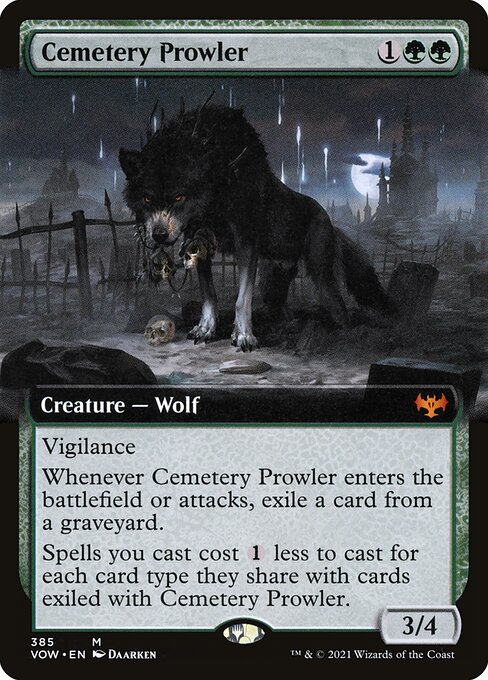 Cemetery Prowler 1
Creature — Wolf
Vigilance
Whenever Cemetery Prowler enters the
battlefield or attacks, exile a card from
a graveyard.
Spells you cast cost 1 less to cast for
each card type they share with cards
exiled with Cemetery Prowler.
3/4
385 M
VOW • EN DAARKEN
™ & © 2021 Wizards of the Coast